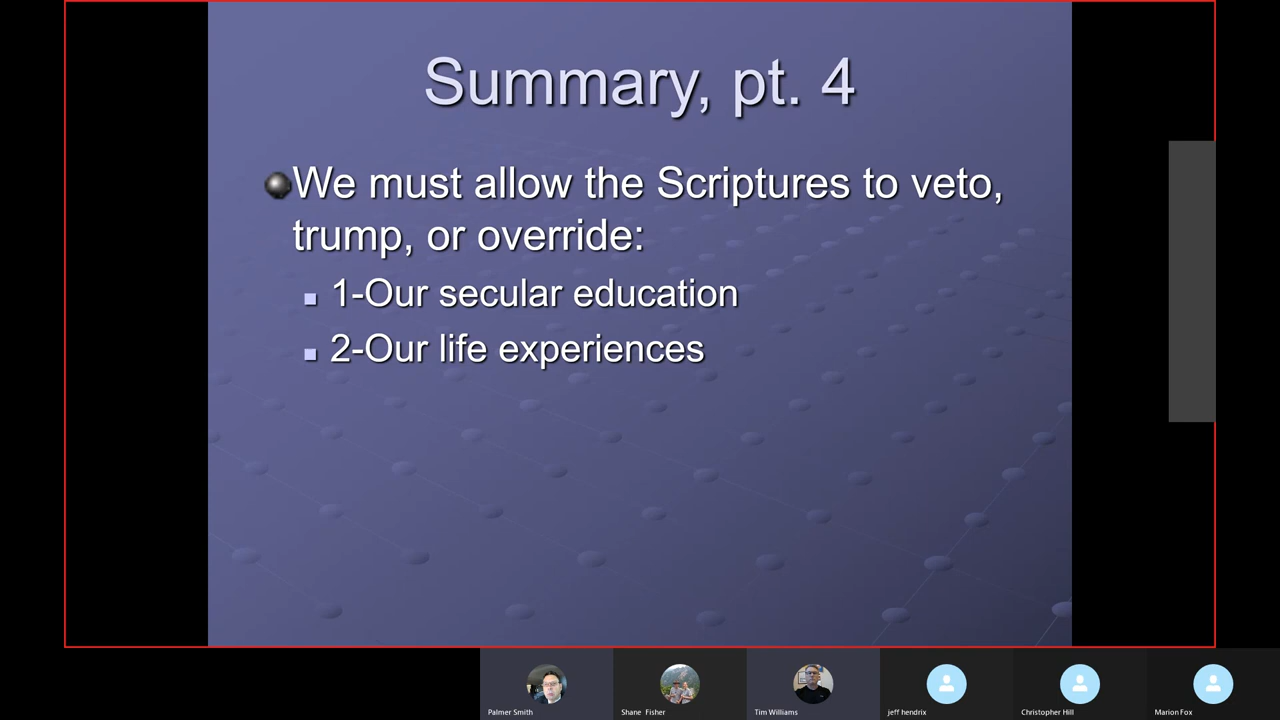 Summary, pt. 4
We must allow the Scriptures to veto,
trump, or override:
1-Our secular education
2-Our life experiences
Palmer Smith
Shane Fisher
Tim Williams
jeff hendrix
Christopher Hill
Marion Fox